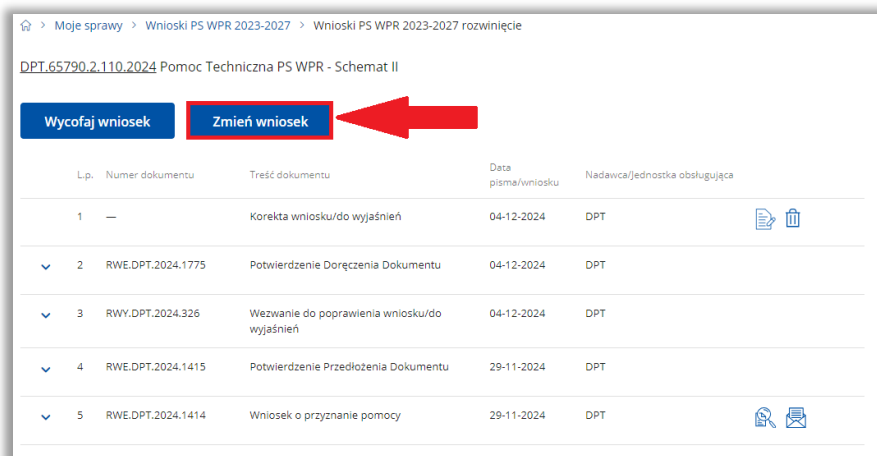 > Moje sprawy > Wnioski PS WPR 2023-2027 > Wnioski PS WPR 2023-2027 rozwinięcie
DPT.65790.2.110.2024 Pomoc Techniczna PS WPR - Schemat II
Wycofaj wniosek Zmień wniosek
L.p. Numer dokumentu Treść dokumentu Data pisma/wniosku Nadawca/Jednostka obsługująca
1 — Korekta wniosku/do wyjaśnień 04-12-2024 DPT
2 RWE.DPT.2024.1775 Potwierdzenie Doręczenia Dokumentu 04-12-2024 DPT
3 RWY.DPT.2024.326 Wezwanie do poprawienia wniosku/do 04-12-2024 DPT
wyjaśnień
4 RWE.DPT.2024.1415 Potwierdzenie Przedłożenia Dokumentu 29-11-2024 DPT
5 RWE.DPT.2024.1414 Wniosek o przyznanie pomocy 29-11-2024 DPT